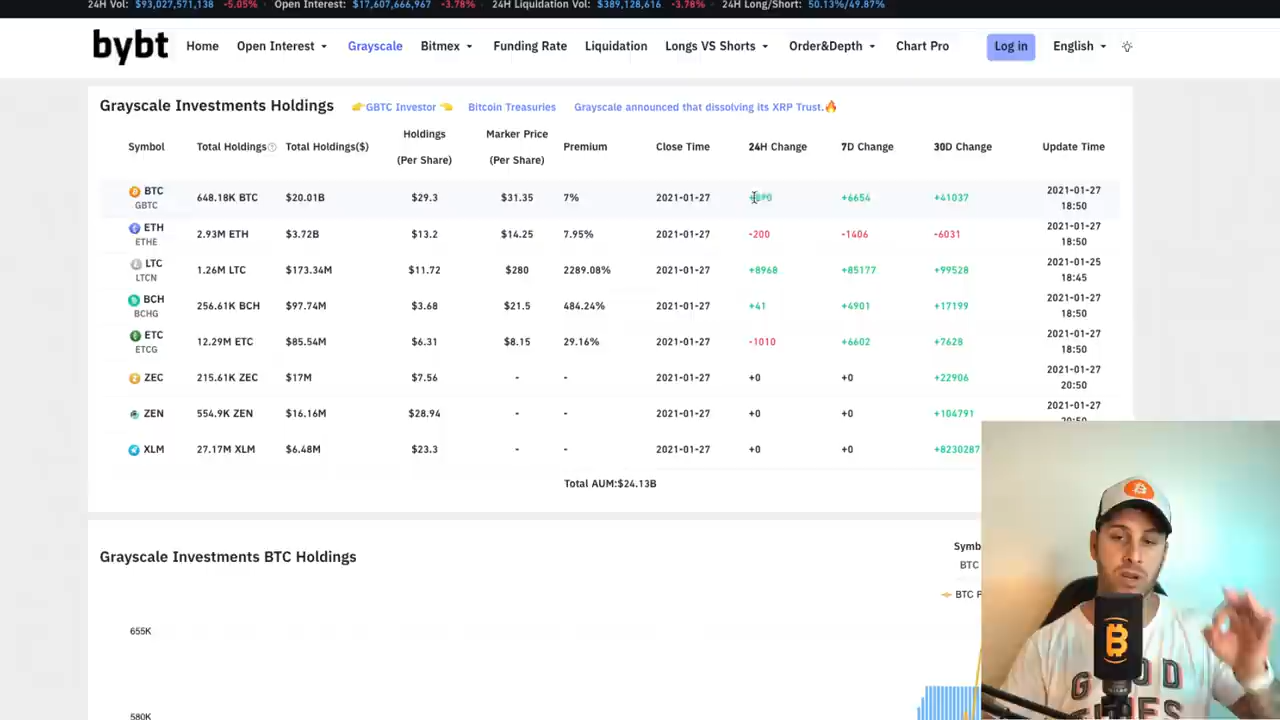 24H Vol: $93,027,571,138 -5.05% Open Interest: $17,607,666,967 -3.78% 24H Liquidation Vol: $389,128,616 -3.78% 24H Long/Short: 50.13%/49.87%
bybt Home Open Interest Grayscale Bitmex Funding Rate Liquidation Longs VS Shorts Order&Depth Chart Pro Log in English
Grayscale Investments Holdings 👉GBTC Investor👈 Bitcoin Treasuries Grayscale announced that dissolving its XRP Trust.🔥
Symbol Total Holdings Total Holdings($) Holdings (Per Share) Marker Price (Per Share) Premium Close Time 24H Change 7D Change 30D Change Update Time
BTC GBTC 648.18K BTC $20.01B $29.3 $31.35 7% 2021-01-27 +6654 +41037 2021-01-27 18:50
ETH ETHE 2.93M ETH $3.72B $13.2 $14.25 7.95% 2021-01-27 -200 -1406 -6031 2021-01-27 18:50
LTC LTCN 1.26M LTC $173.34M $11.72 $280 2289.08% 2021-01-27 +8968 +85177 +99528 2021-01-25 18:45
BCH BCHG 256.61K BCH $97.74M $3.68 $21.5 484.24% 2021-01-27 +41 +4901 +17199 2021-01-27 18:50
ETC ETCG 12.29M ETC $85.54M $6.31 $8.15 29.16% 2021-01-27 -1010 +6602 +7628 2021-01-27 18:50
ZEC 215.61K ZEC $17M $7.56 - - 2021-01-27 +0 +0 +22906 2021-01-27 20:50
ZEN 554.9K ZEN $16.16M $28.94 - - 2021-01-27 +0 +0 +104791 2021-01-27 20:50
XLM 27.17M XLM $6.48M $23.3 - - 2021-01-27 +0 +0 +8230287
Total AUM:$24.13B
Grayscale Investments BTC Holdings
Symb
BTC
BTC P
655K
580K